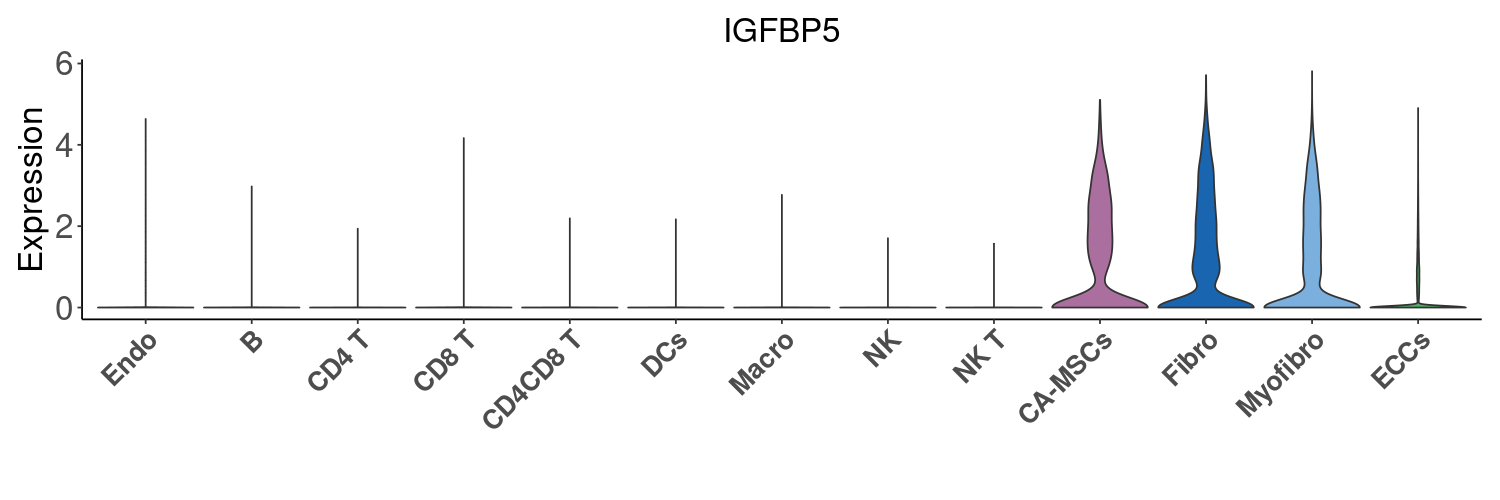 IGFBP5
Expression
6
4
2
0
Endo
B
CD4 T
CD8 T
CD4CD8 T
DCs
Macro
NK
NK T
CA-MSCs
Fibro
Myofibro
ECCs